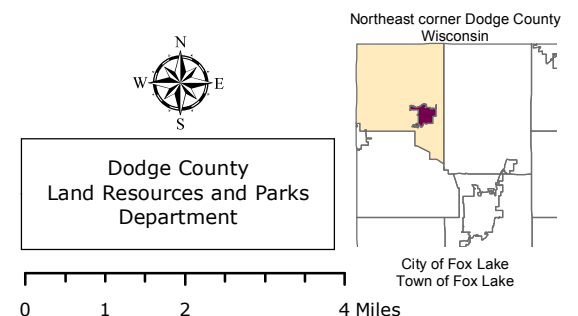 Northeast corner Dodge County
Wisconsin
N
W E
S
Dodge County
Land Resources and Parks
Department
City of Fox Lake
Town of Fox Lake
0 1 2 4 Miles